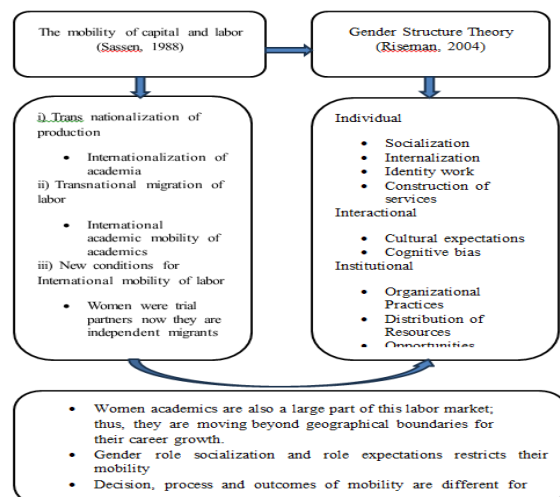 The mobility of capital and labor
(Sassen, 1988)
Gender Structure Theory
(Riseman, 2004)
i) Trans nationalization of
production
• Internationalization of
academia
ii) Transnational migration of
labor
• International
academic mobility of
academics
iii) New conditions for
International mobility of labor
• Women were trial
partners now they are
independent migrants
Individual
• Socialization
• Internalization
• Identity work
• Construction of
services
Interactional
• Cultural expectations
• Cognitive bias
Institutional
• Organizational
Practices
• Distribution of
Resources
• Opportunities
• Women academics are also a large part of this labor market;
thus, they are moving beyond geographical boundaries for
their career growth.
• Gender role socialization and role expectations restricts their
mobility
• Decision, process and outcomes of mobility are different for